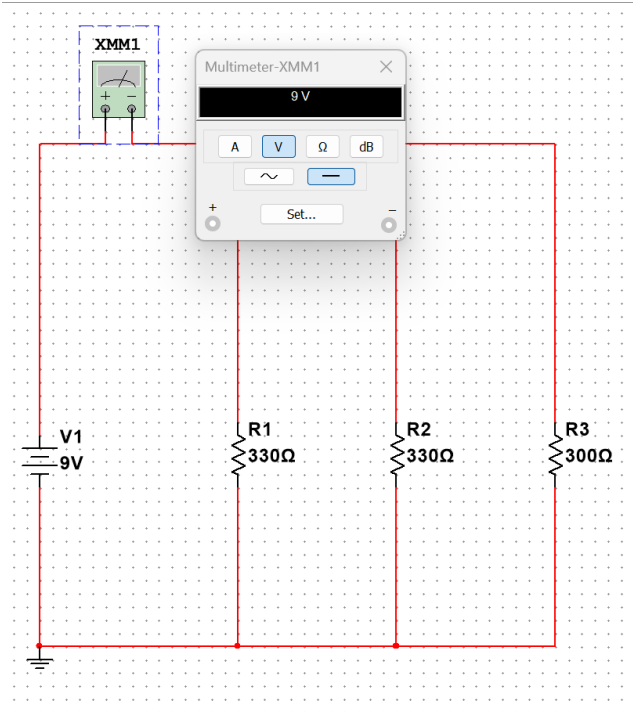 XMM1
+ −
Multimeter-XMM1
9 V
A V Ω dB
Set...
+ −
V1
9V
R1
330Ω
R2
330Ω
R3
300Ω